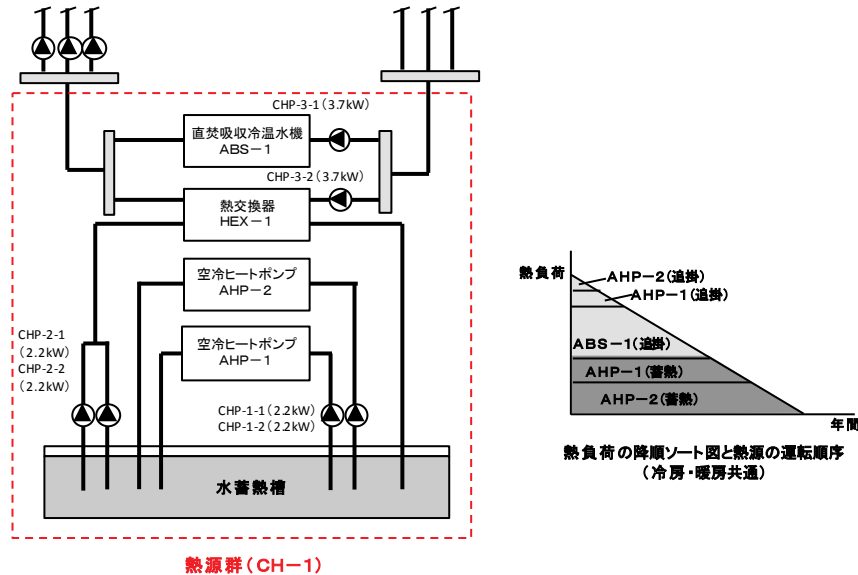 CHP-3-1（3.7kW）
直焚吸収冷温水機
ABS－1
CHP-3-2（3.7kW）
熱交換器
HEX－1
空冷ヒートポンプ
AHP－2
空冷ヒートポンプ
AHP－1
CHP-2-1
（2.2kW）
CHP-2-2
（2.2kW）
CHP-1-1（2.2kW）
CHP-1-2（2.2kW）
水蓄熱槽
熱源群（CH－1）
熱負荷
AHP－2（追掛）
AHP－1（追掛）
ABS－1（追掛）
AHP－1（蓄熱）
AHP－2（蓄熱）
年間
熱負荷の降順ソート図と熱源の運転順序
（冷房・暖房共通）